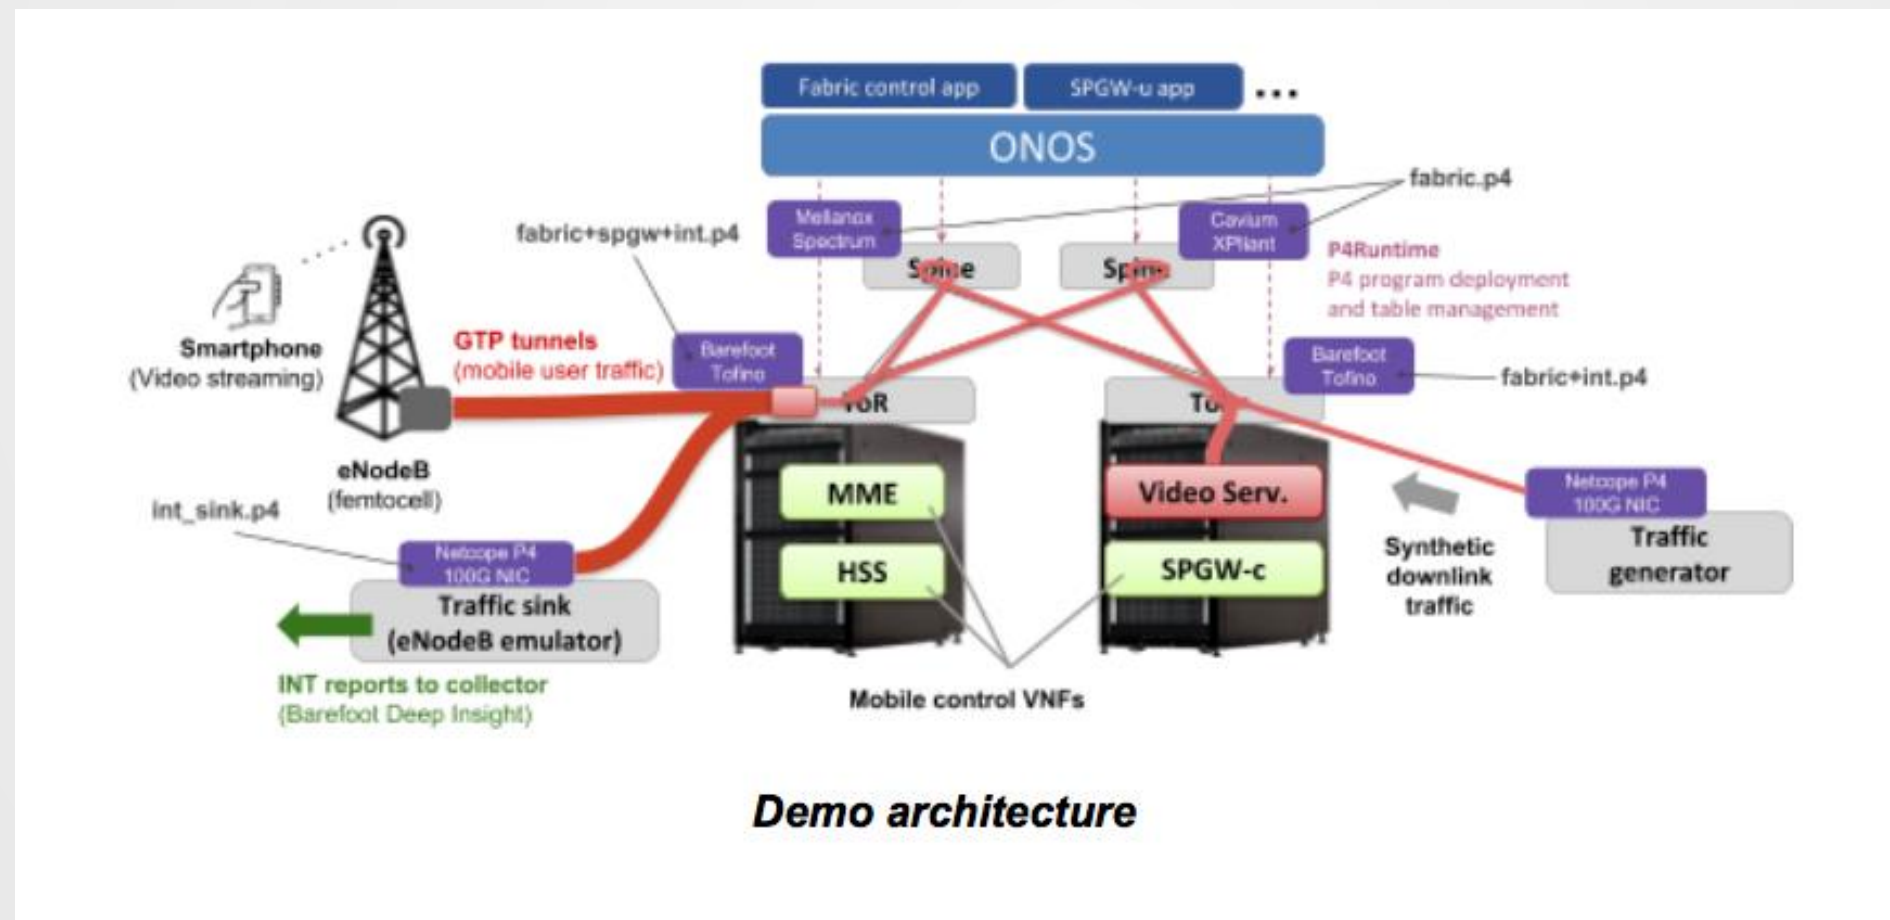 Fabric control app
SPGW-u app
...
ONOS
fabric.p4
Mellanox
Spectrum
Cavium
XPliant
fabric+spgw+int.p4
Spine
Spine
P4Runtime
P4 program deployment
and table management
Smartphone
(Video streaming)
GTP tunnels
(mobile user traffic)
Barefoot
Tofino
Barefoot
Tofino
fabric+int.p4
ToR
ToR
eNodeB
(femtocell)
MME
HSS
Video Serv.
SPGW-c
Netcope P4
100G NIC
Traffic
generator
Synthetic
downlink
traffic
int_sink.p4
Netcope P4
100G NIC
Traffic sink
(eNodeB emulator)
INT reports to collector
(Barefoot Deep Insight)
Mobile control VNFs
Demo architecture